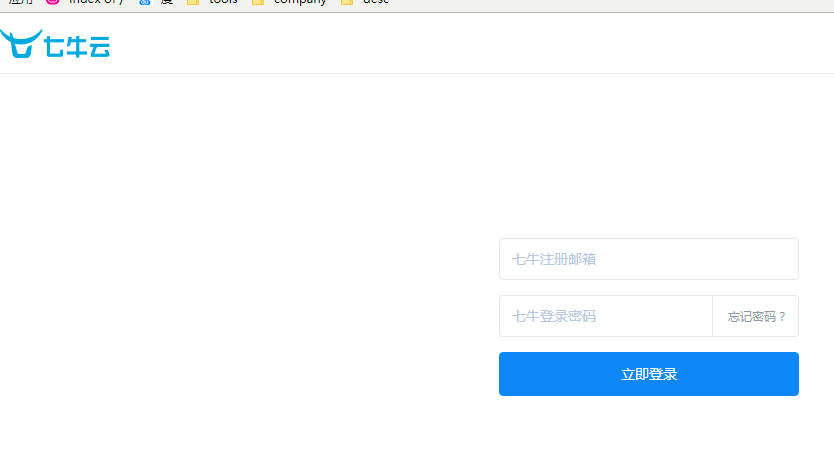 应用 Index of / 度 tools company desc
七牛云
七牛注册邮箱
七牛登录密码 忘记密码？
立即登录